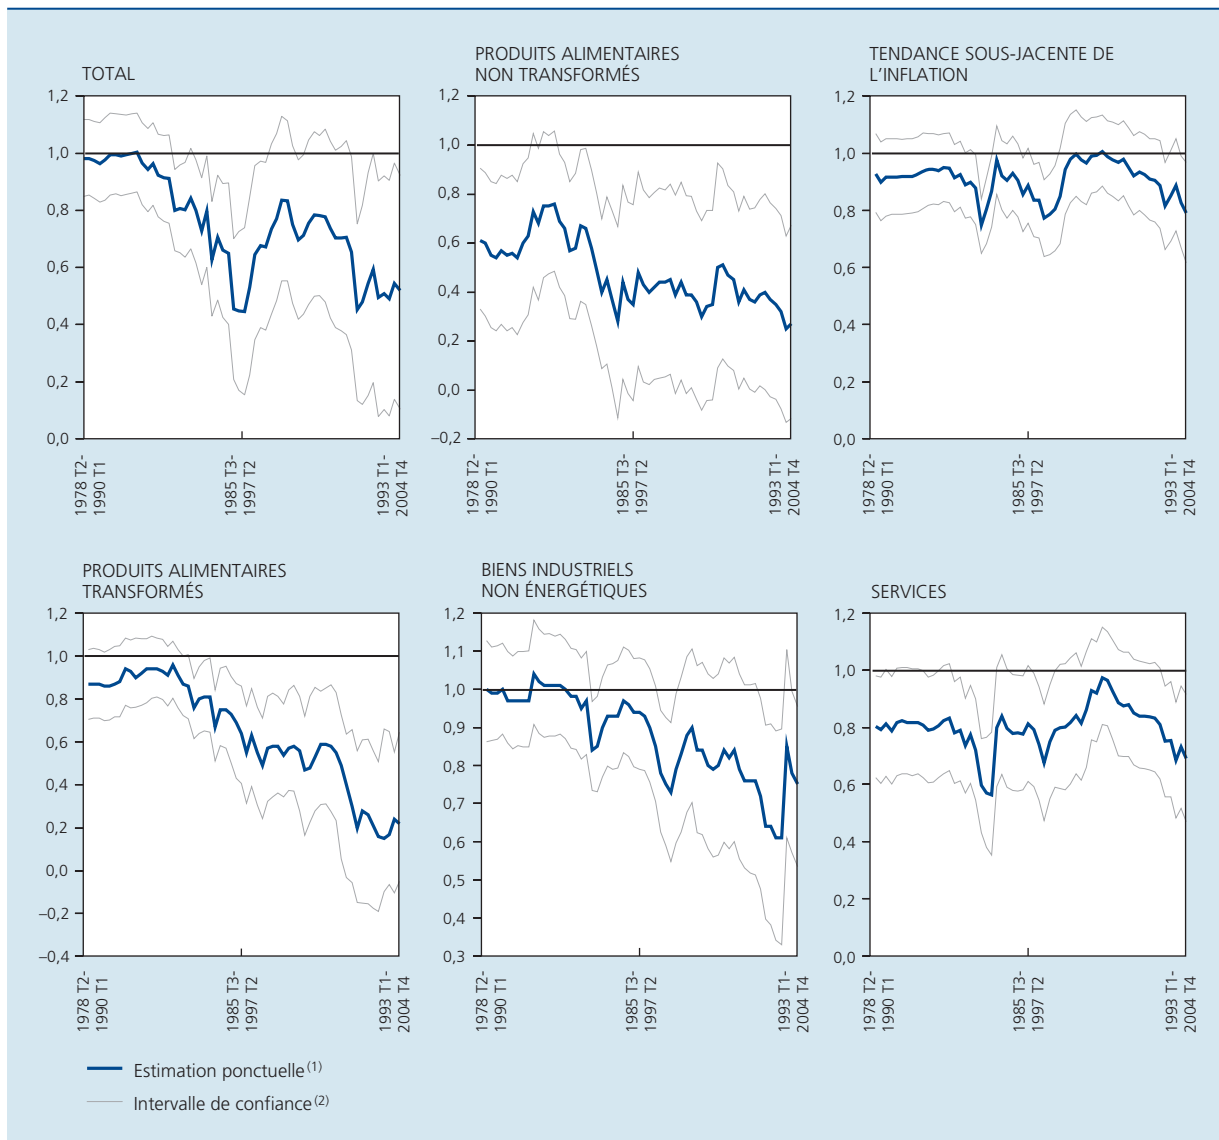 TOTAL
1,2
1,0
0,8
0,6
0,4
0,2
0,0
1978 T2-
1990 T1
1985 T3-
1997 T2
1993 T1-
2004 T4
PRODUITS ALIMENTAIRES
NON TRANSFORMÉS
1,2
1,0
0,8
0,6
0,4
0,2
0,0
–0,2
1978 T2-
1990 T1
1985 T3-
1997 T2
1993 T1-
2004 T4
TENDANCE SOUS-JACENTE DE
L'INFLATION
1,2
1,0
0,8
0,6
0,4
0,2
0,0
1978 T2-
1990 T1
1985 T3-
1997 T2
1993 T1-
2004 T4
PRODUITS ALIMENTAIRES
TRANSFORMÉS
1,2
1,0
0,8
0,6
0,4
0,2
0,0
–0,2
–0,4
1978 T2-
1990 T1
1985 T3-
1997 T2
1993 T1-
2004 T4
BIENS INDUSTRIELS
NON ÉNERGÉTIQUES
1,2
1,1
1,0
0,9
0,8
0,7
0,6
0,5
0,4
0,3
1978 T2-
1990 T1
1985 T3-
1997 T2
1993 T1-
2004 T4
SERVICES
1,2
1,0
0,8
0,6
0,4
0,2
0,0
1978 T2-
1990 T1
1985 T3-
1997 T2
1993 T1-
2004 T4
Estimation ponctuelle (1)
Intervalle de confiance (2)